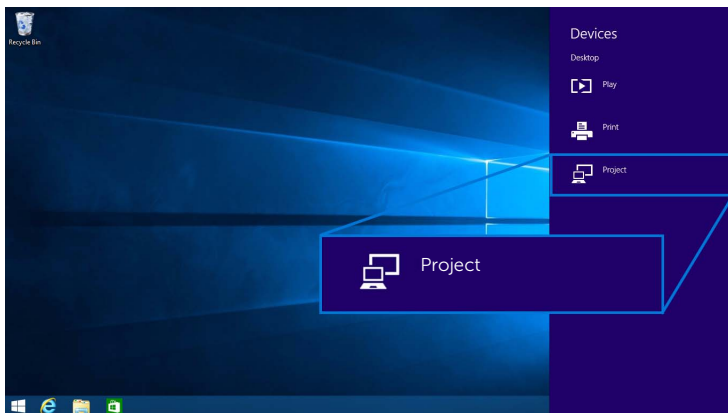 Recycle Bin
Devices
Desktop
Play
Print
Project
Project